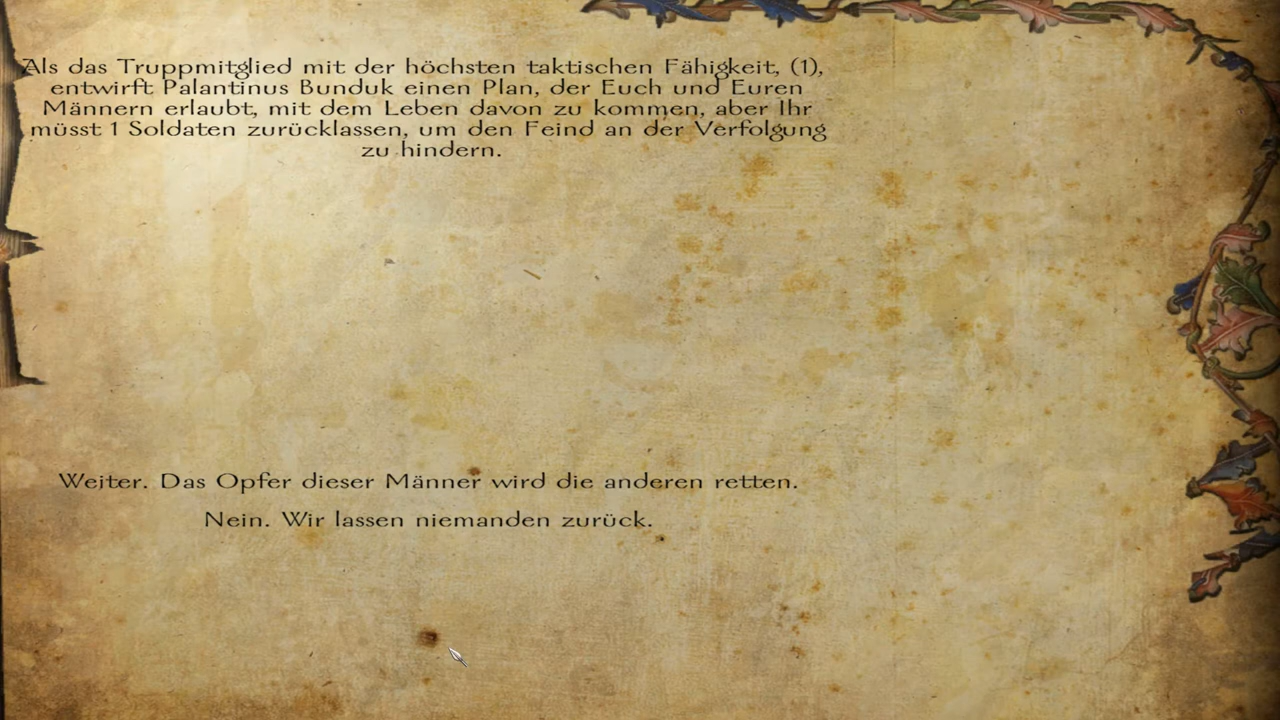 Als das Truppmitglied mit der höchsten taktischen Fähigkeit, (1),
entwirft Palantinus Bunduk einen Plan, der Euch und Euren
Männern erlaubt, mit dem Leben davon zu kommen, aber Ihr
müsst 1 Soldaten zurücklassen, um den Feind an der Verfolgung
zu hindern.
Weiter. Das Opfer dieser Männer wird die anderen retten.
Nein. Wir lassen niemanden zurück.